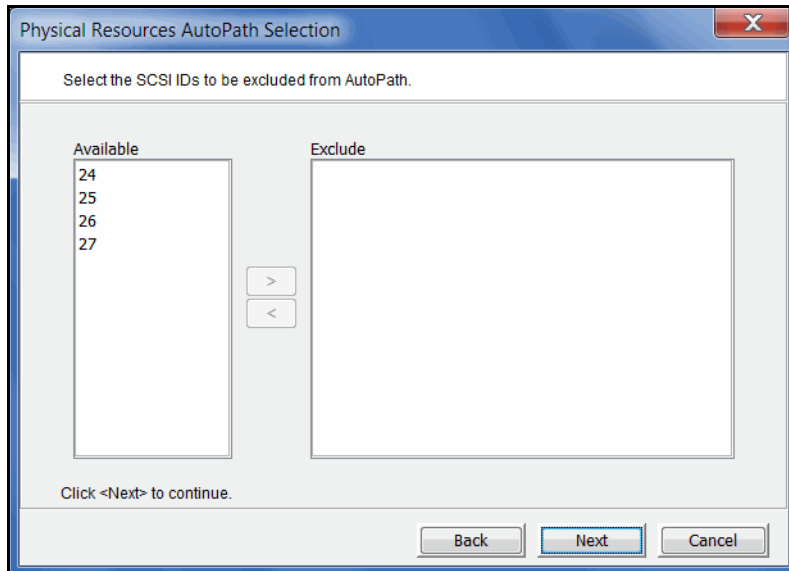 Physical Resources AutoPath Selection
X
Select the SCSI IDs to be excluded from AutoPath.
Available Exclude
24
25
26
27
>
<
Click <Next> to continue.
Back Next Cancel